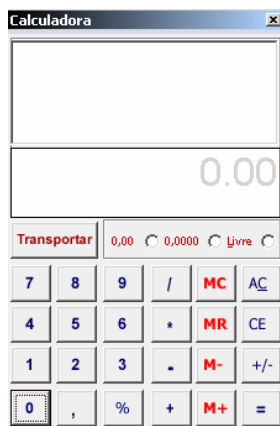 Calculadora ×
0.00
Transportar 0,00 0,0000 Livre
7 8 9 / MC AC
4 5 6 * MR CE
1 2 3 - M- +/-
0 , % + M+ =